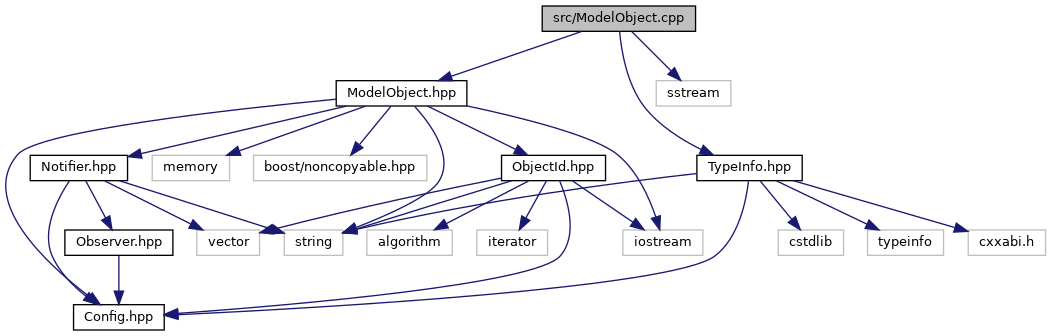 src/ModelObject.cpp
ModelObject.hpp
sstream
Notifier.hpp
memory
boost/noncopyable.hpp
ObjectId.hpp
TypeInfo.hpp
Observer.hpp
vector
string
algorithm
iterator
iostream
cstdlib
typeinfo
cxxabi.h
Config.hpp